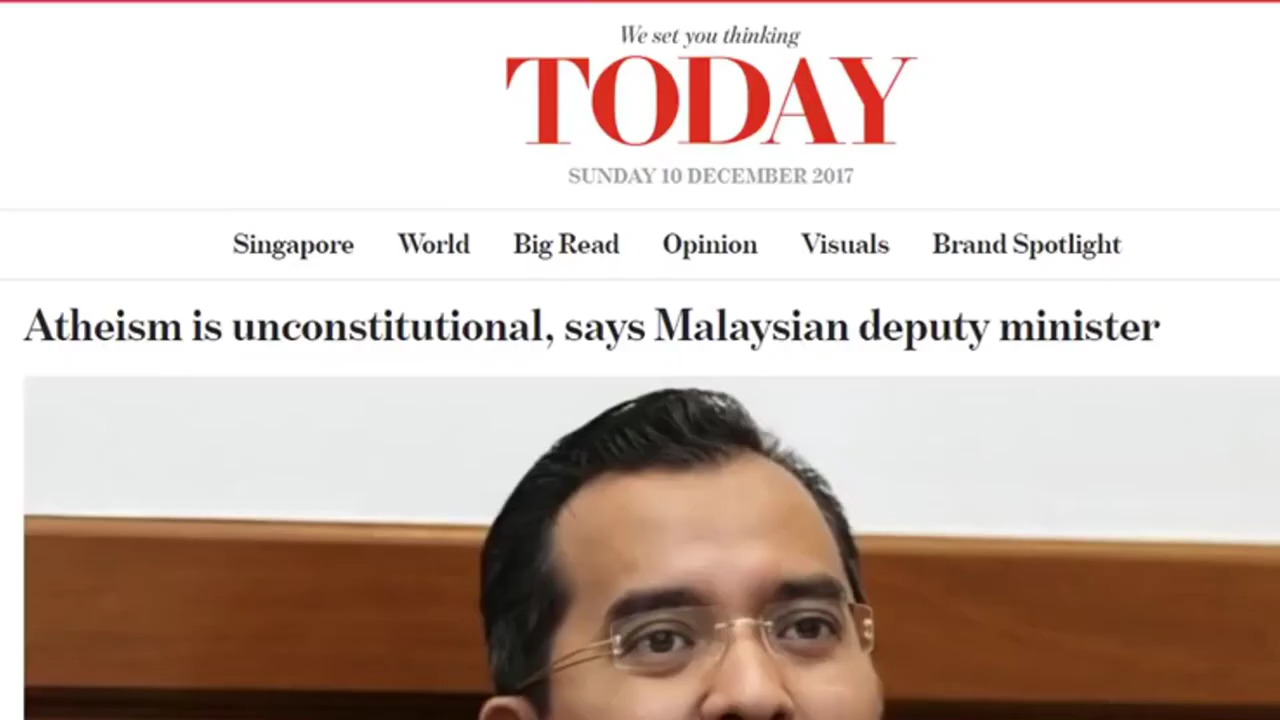 We set you thinking
TODAY
SUNDAY 10 DECEMBER 2017
Singapore World Big Read Opinion Visuals Brand Spotlight
Atheism is unconstitutional, says Malaysian deputy minister